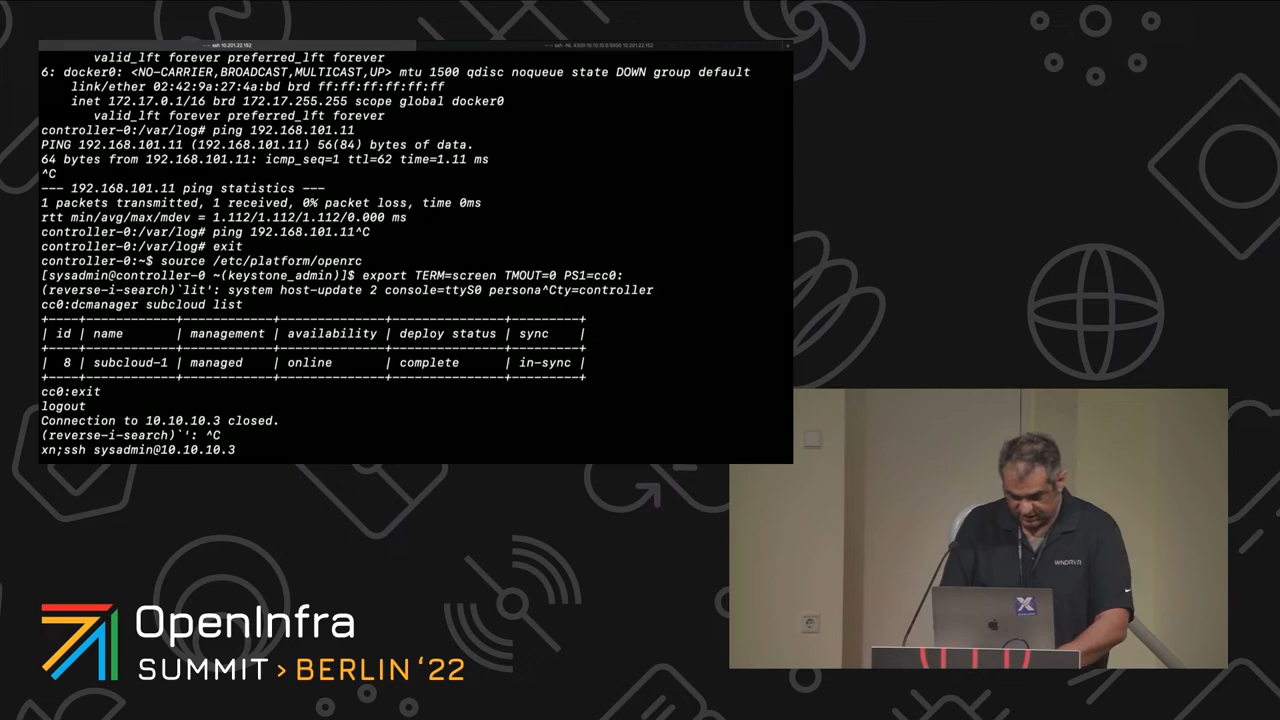 ~ — ssh 10.201.22.152
valid_lft forever preferred_lft forever
6: docker0: <NO-CARRIER,BROADCAST,MULTICAST,UP> mtu 1500 qdisc noqueue state DOWN group default
link/ether 02:42:9a:27:4a:bd brd ff:ff:ff:ff:ff:ff
inet 172.17.0.1/16 brd 172.17.255.255 scope global docker0
valid_lft forever preferred_lft forever
controller-0:/var/log# ping 192.168.101.11
PING 192.168.101.11 (192.168.101.11) 56(84) bytes of data.
64 bytes from 192.168.101.11: icmp_seq=1 ttl=62 time=1.11 ms
^C
--- 192.168.101.11 ping statistics ---
1 packets transmitted, 1 received, 0% packet loss, time 0ms
rtt min/avg/max/mdev = 1.112/1.112/1.112/0.000 ms
controller-0:/var/log# ping 192.168.101.11^C
controller-0:/var/log# exit
controller-0:~$ source /etc/platform/openrc
[sysadmin@controller-0 ~(keystone_admin)]$ export TERM=screen TMOUT=0 PS1=cc0:
(reverse-i-search)`lit': system host-update 2 console=ttyS0 persona^Cty=controller
cc0:dcmanager subcloud list
+----+------------+------------+--------------+---------------+---------+
| id | name | management | availability | deploy status | sync |
+----+------------+------------+--------------+---------------+---------+
| 8 | subcloud-1 | managed | online | complete | in-sync |
+----+------------+------------+--------------+---------------+---------+
cc0:exit
logout
Connection to 10.10.10.3 closed.
(reverse-i-search)`': ^C
xn;ssh sysadmin@10.10.10.3
WNDRVR
OpenInfra
SUMMIT > BERLIN ‘22